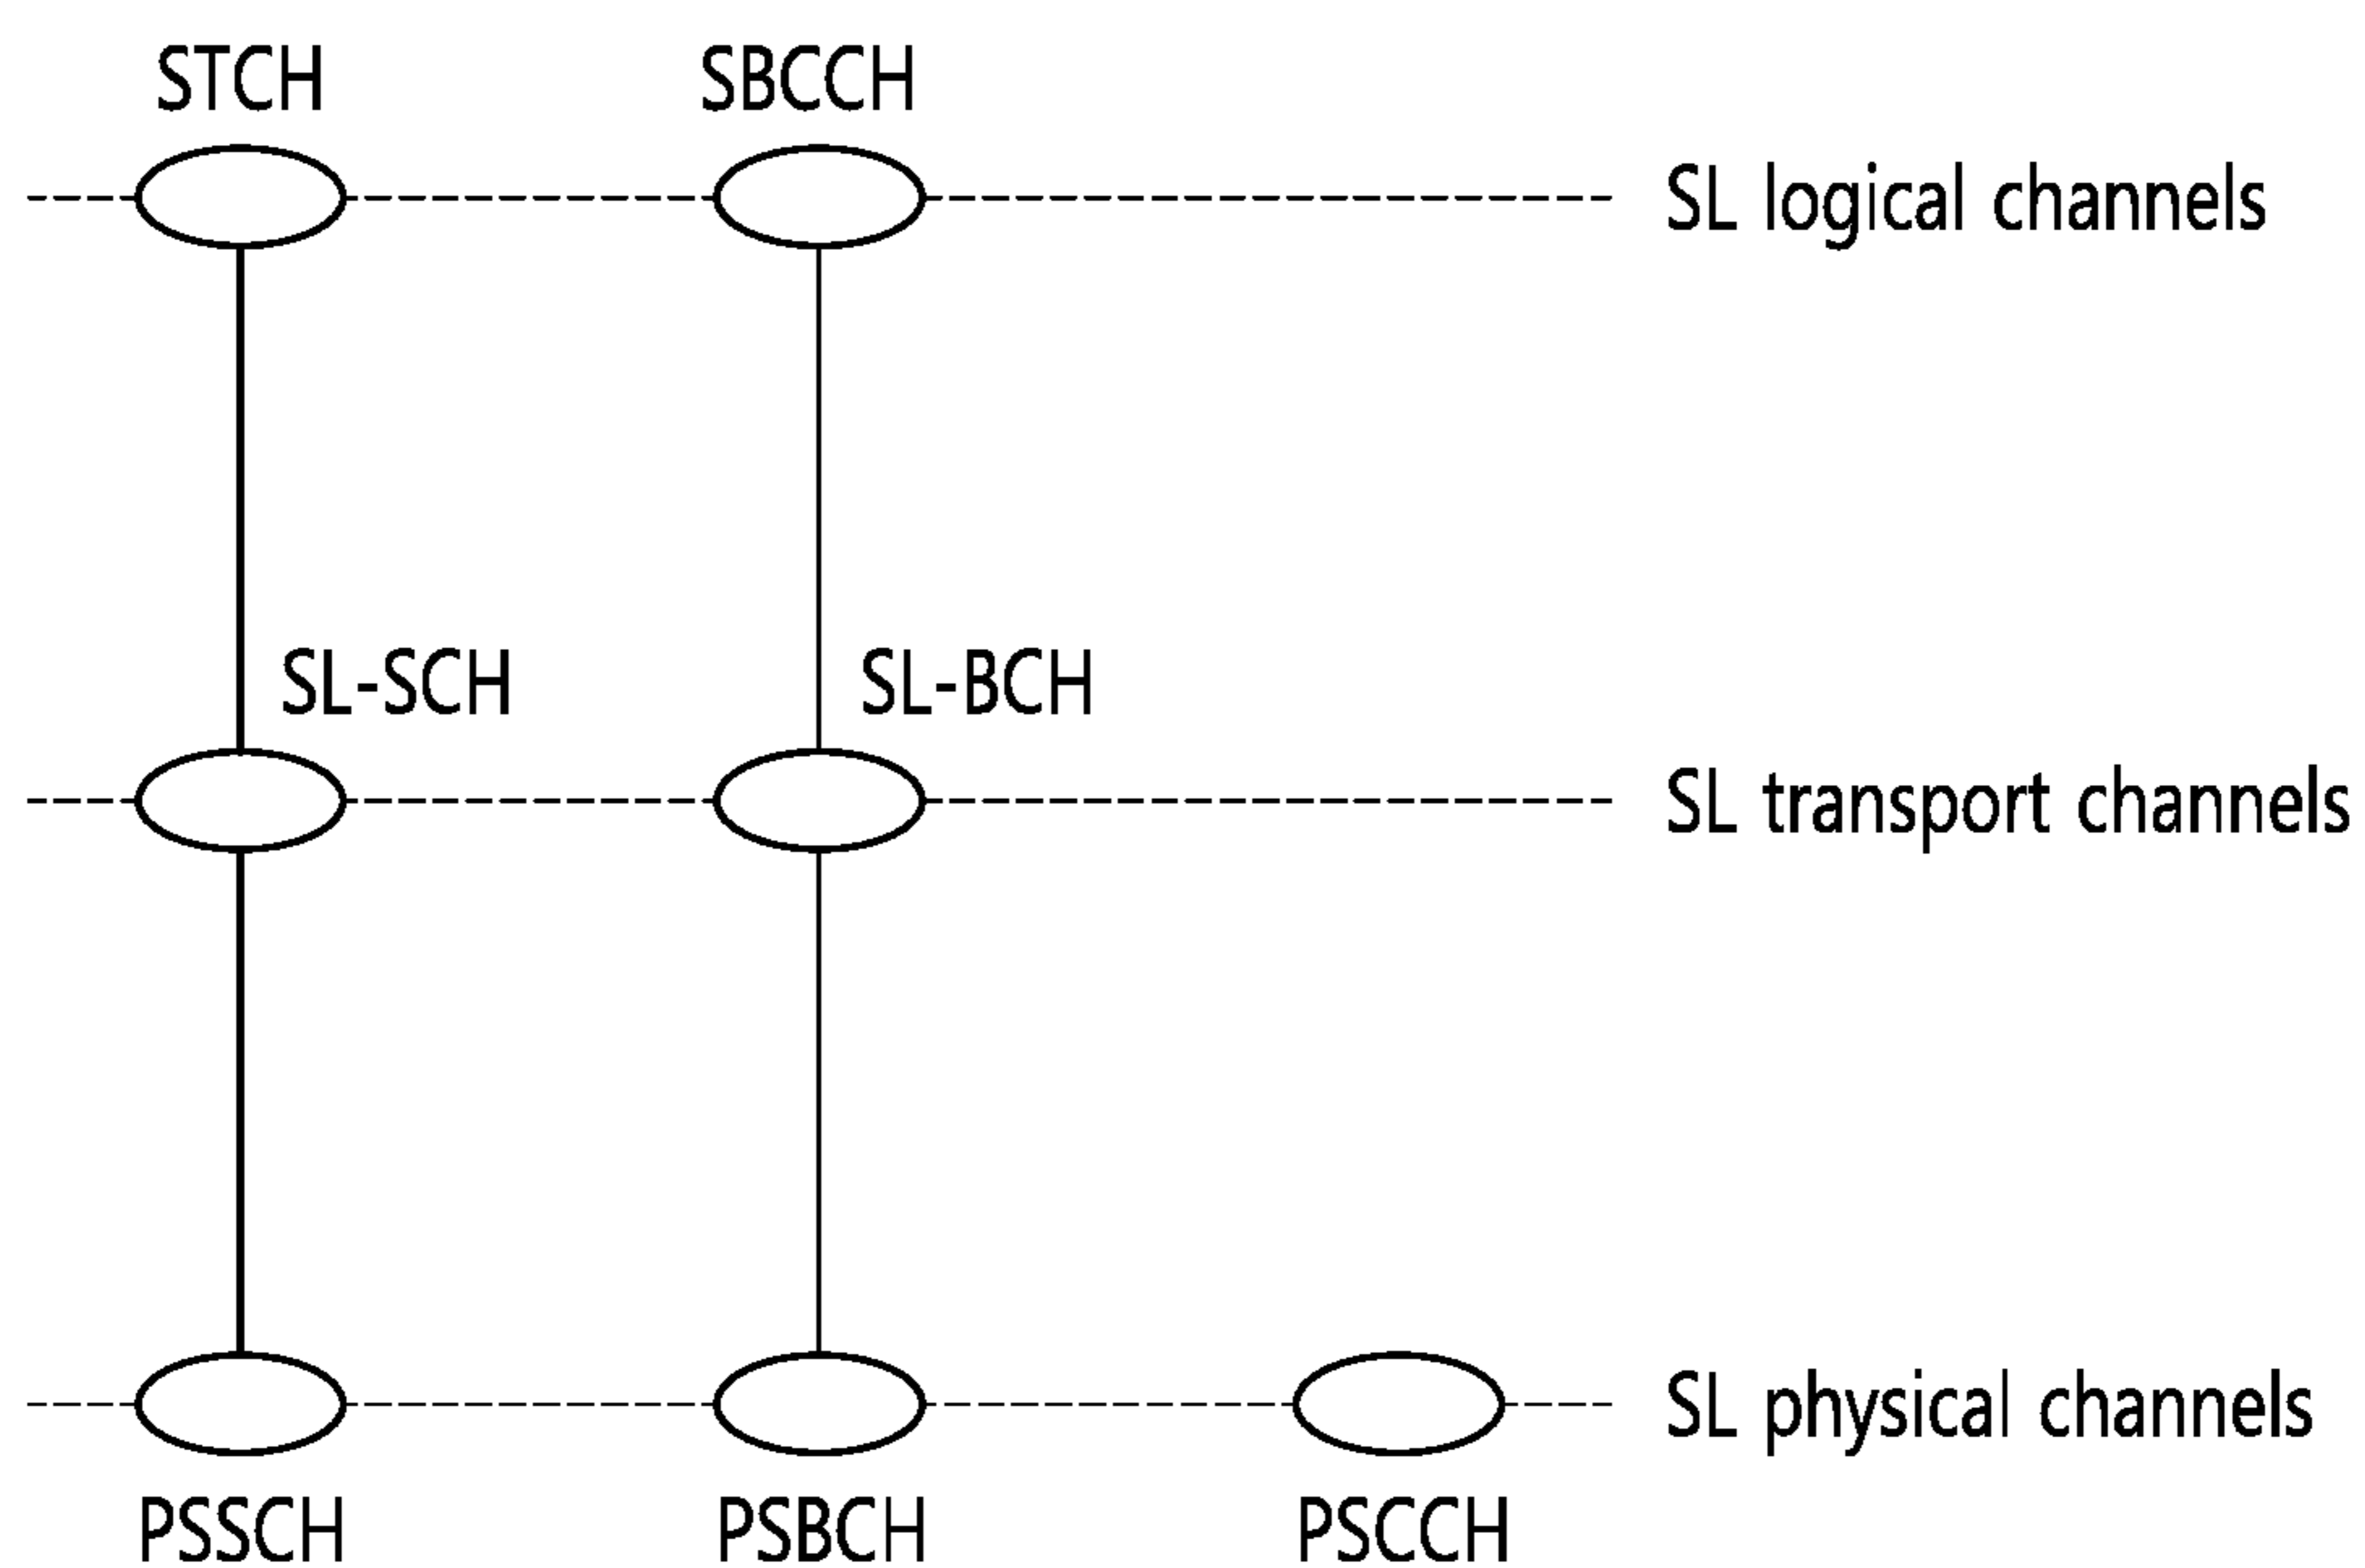 STCH
SBCCH
SL logical channels
SL-SCH
SL-BCH
SL transport channels
SL physical channels
PSSCH
PSBCH
PSCCH